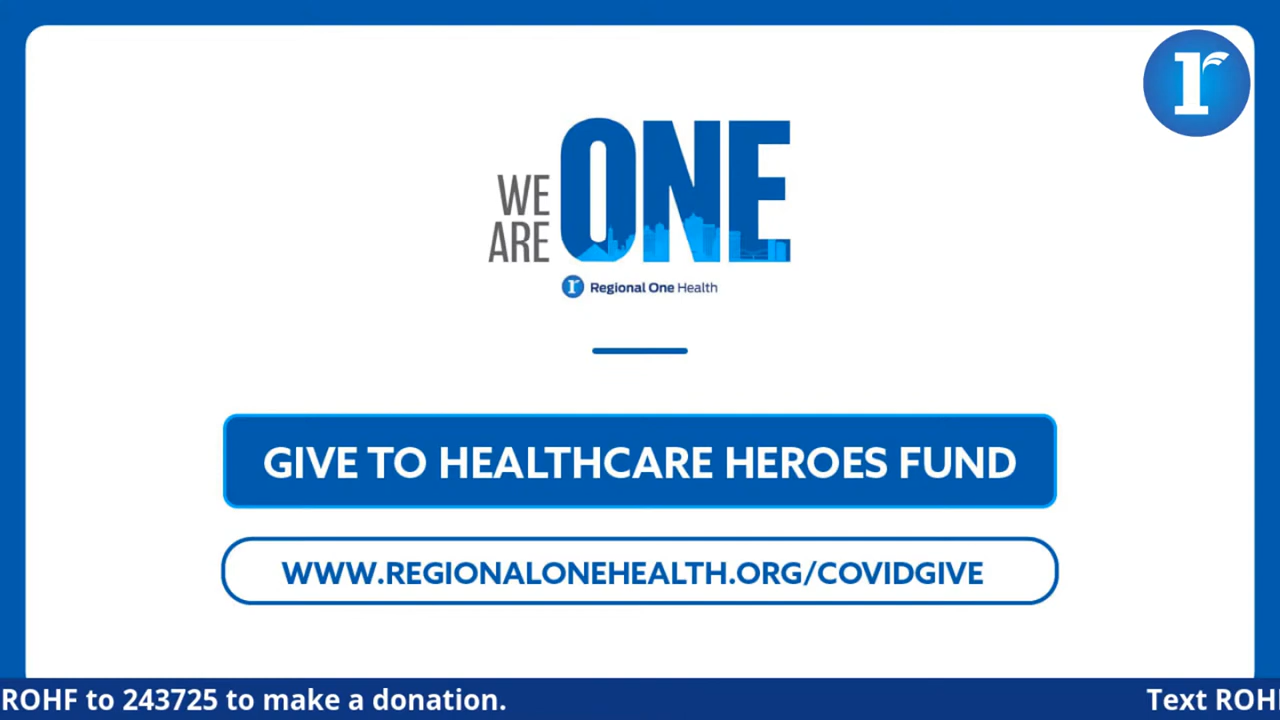 WE
ARE
ONE
Regional One Health
GIVE TO HEALTHCARE HEROES FUND
WWW.REGIONALONEHEALTH.ORG/COVIDGIVE
ROHF to 243725 to make a donation. Text ROH